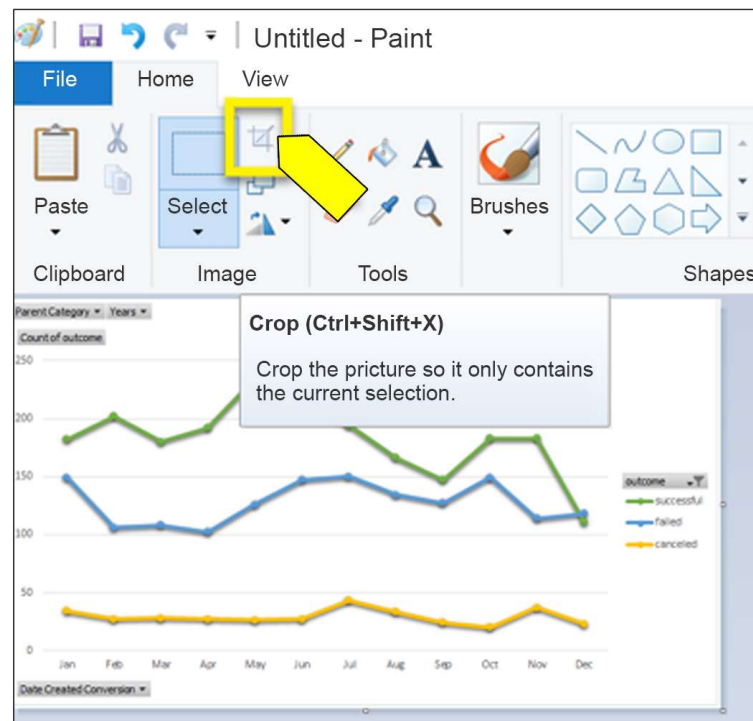 Untitled - Paint
File Home View
Paste Select Brushes
Clipboard Image Tools Shapes
Crop (Ctrl+Shift+X)
Crop the pricture so it only contains
the current selection.
Parent Category Years
Count of outcome
250
200
150
100
50
0
Jan Feb Mar Apr May Jun Jul Aug Sep Oct Nov Dec
Date Created Conversion
outcome
successful
failed
canceled